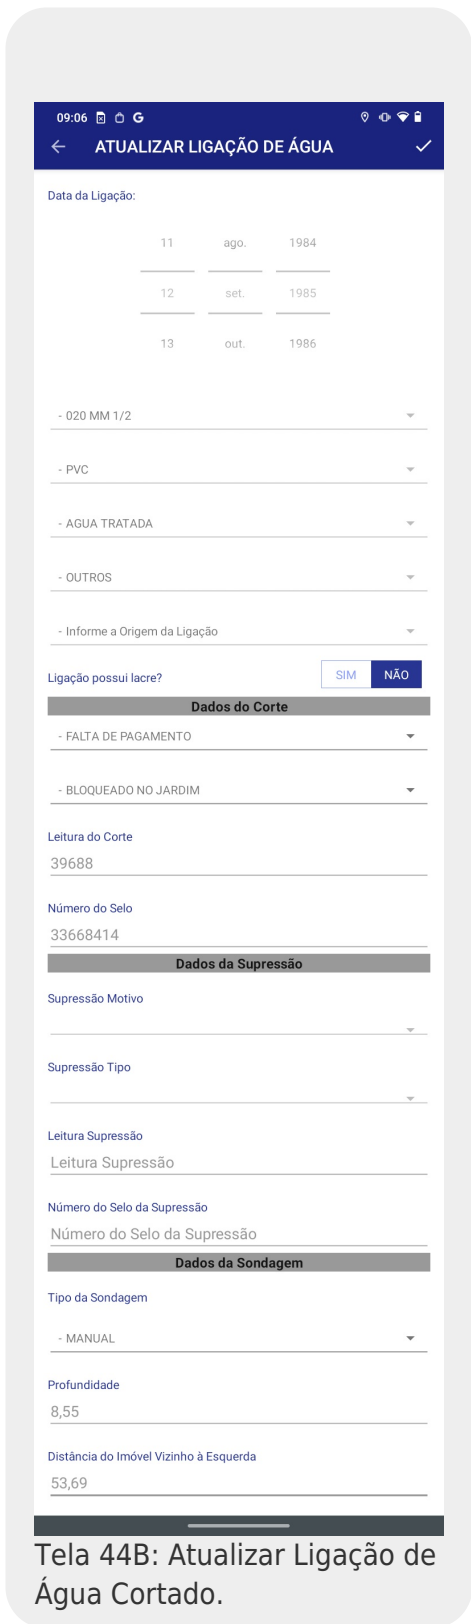 09:06 G
ATUALIZAR LIGAÇÃO DE ÁGUA
Data da Ligação:
11 ago. 1984
12 set. 1985
13 out. 1986
- 020 MM 1/2
- PVC
- AGUA TRATADA
- OUTROS
- Informe a Origem da Ligação
Ligação possui lacre? SIM NÃO
Dados do Corte
- FALTA DE PAGAMENTO
- BLOQUEADO NO JARDIM
Leitura do Corte
39688
Número do Selo
33668414
Dados da Supressão
Supressão Motivo
Supressão Tipo
Leitura Supressão
Leitura Supressão
Número do Selo da Supressão
Número do Selo da Supressão
Dados da Sondagem
Tipo da Sondagem
- MANUAL
Profundidade
8,55
Distância do Imóvel Vizinho à Esquerda
53,69
Tela 44B: Atualizar Ligação de
Água Cortado.